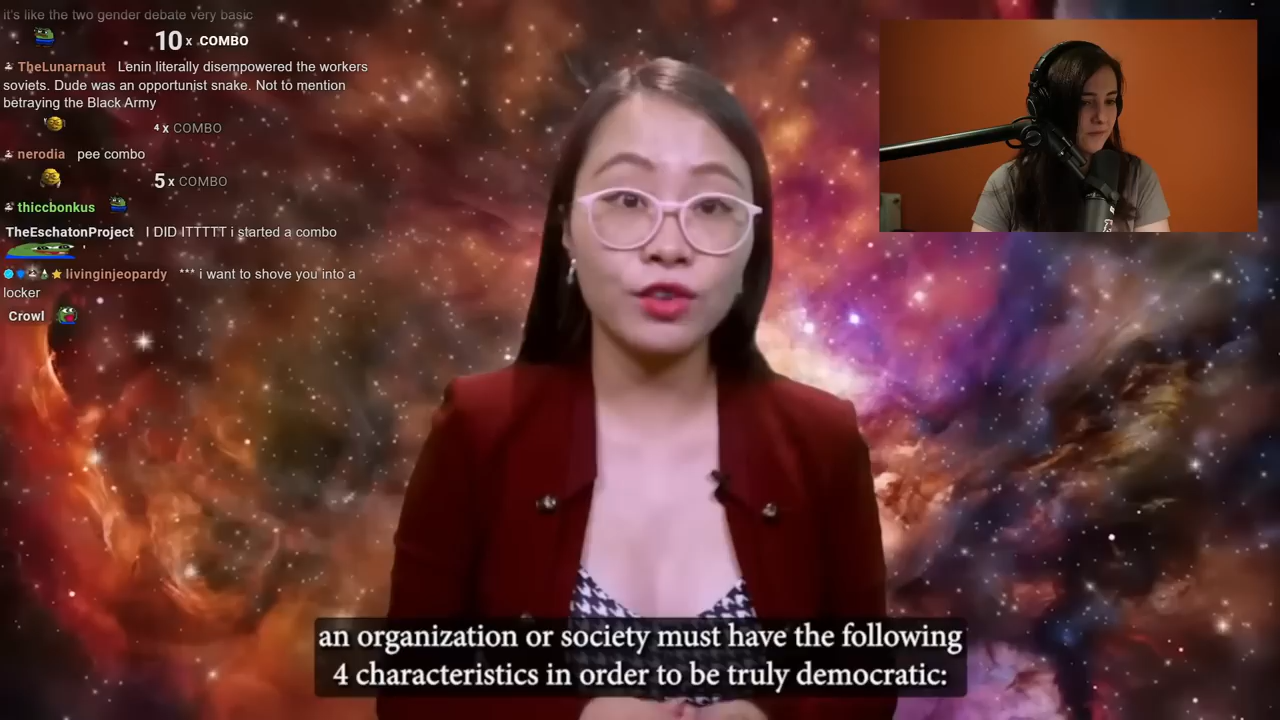 it's like the two gender debate very basic
10 x COMBO
TheLunarnaut Lenin literally disempowered the workers
soviets. Dude was an opportunist snake. Not to mention
betraying the Black Army
4 x COMBO
nerodia pee combo
5 x COMBO
thiccbonkus
TheEschatonProject I DID ITTTTT i started a combo
livinginjeopardy *** i want to shove you into a
locker
Crowl
an organization or society must have the following
4 characteristics in order to be truly democratic: